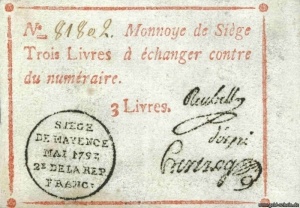 No. 81802. Monnoye de Siège
Trois Livres à échanger contre
du numéraire.
3 Livres.
Reubell
SIEGE
DE MAYENCE
MAI 1793
2e DE LA REP.
FRANC.